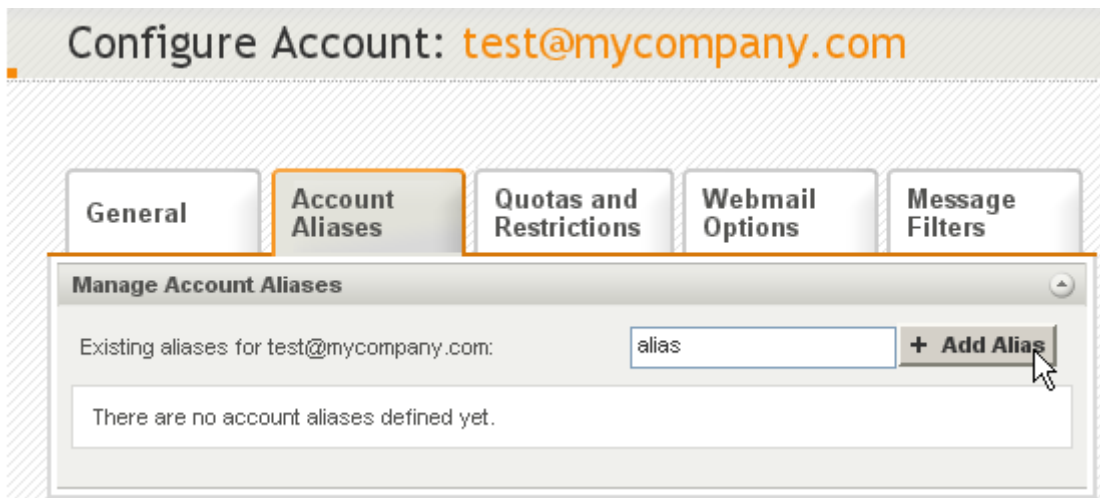 Configure Account: test@mycompany.com
General
Account
Aliases
Quotas and
Restrictions
Webmail
Options
Message
Filters
Manage Account Aliases
Existing aliases for test@mycompany.com: alias + Add Alias
There are no account aliases defined yet.